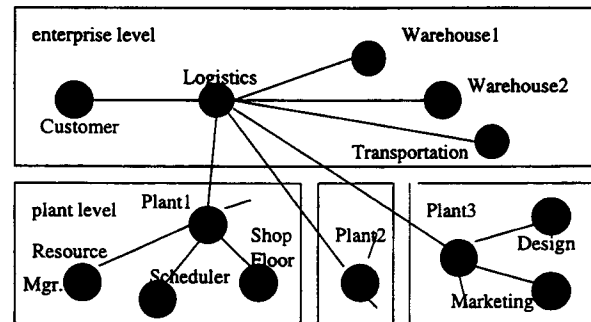 enterprise level
Warehouse1
Logistics
Warehouse2
Customer
Transportation
plant level
Plant1
Plant2
Plant3
Resource
Mgr.
Scheduler
Shop
Floor
Design
Marketing